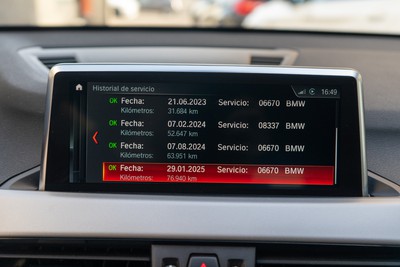 Historial de servicio
16:49
OK Fecha: 21.06.2023 Servicio: 06670 BMW
Kilómetros: 31.684 km
OK Fecha: 07.02.2024 Servicio: 08337 BMW
Kilómetros: 52.647 km
OK Fecha: 07.08.2024 Servicio: 06670 BMW
Kilómetros: 63.951 km
OK Fecha: 29.01.2025 Servicio: 06670 BMW
Kilómetros: 76.940 km